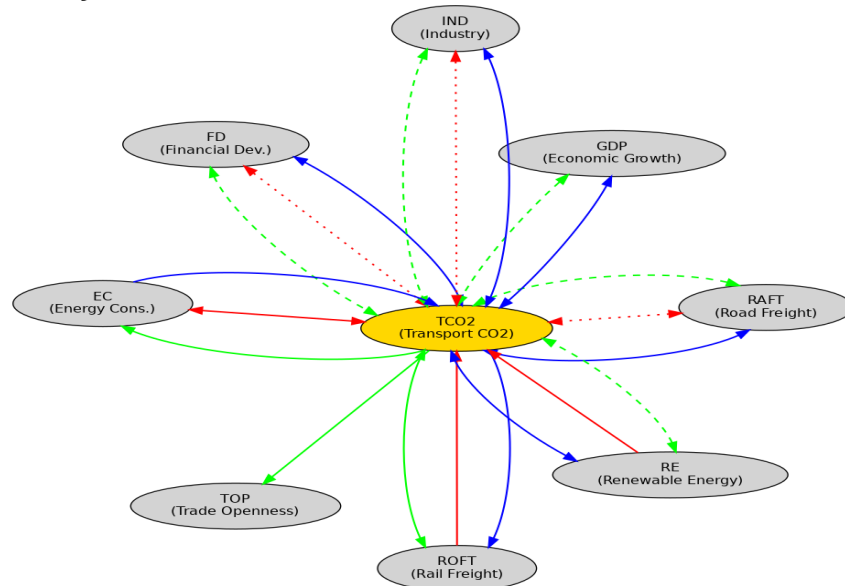 IND
(Industry)
FD
(Financial Dev.)
GDP
(Economic Growth)
EC
(Energy Cons.)
RAFT
(Road Freight)
TCO2
(Transport CO2)
RE
(Renewable Energy)
TOP
(Trade Openness)
ROFT
(Rail Freight)